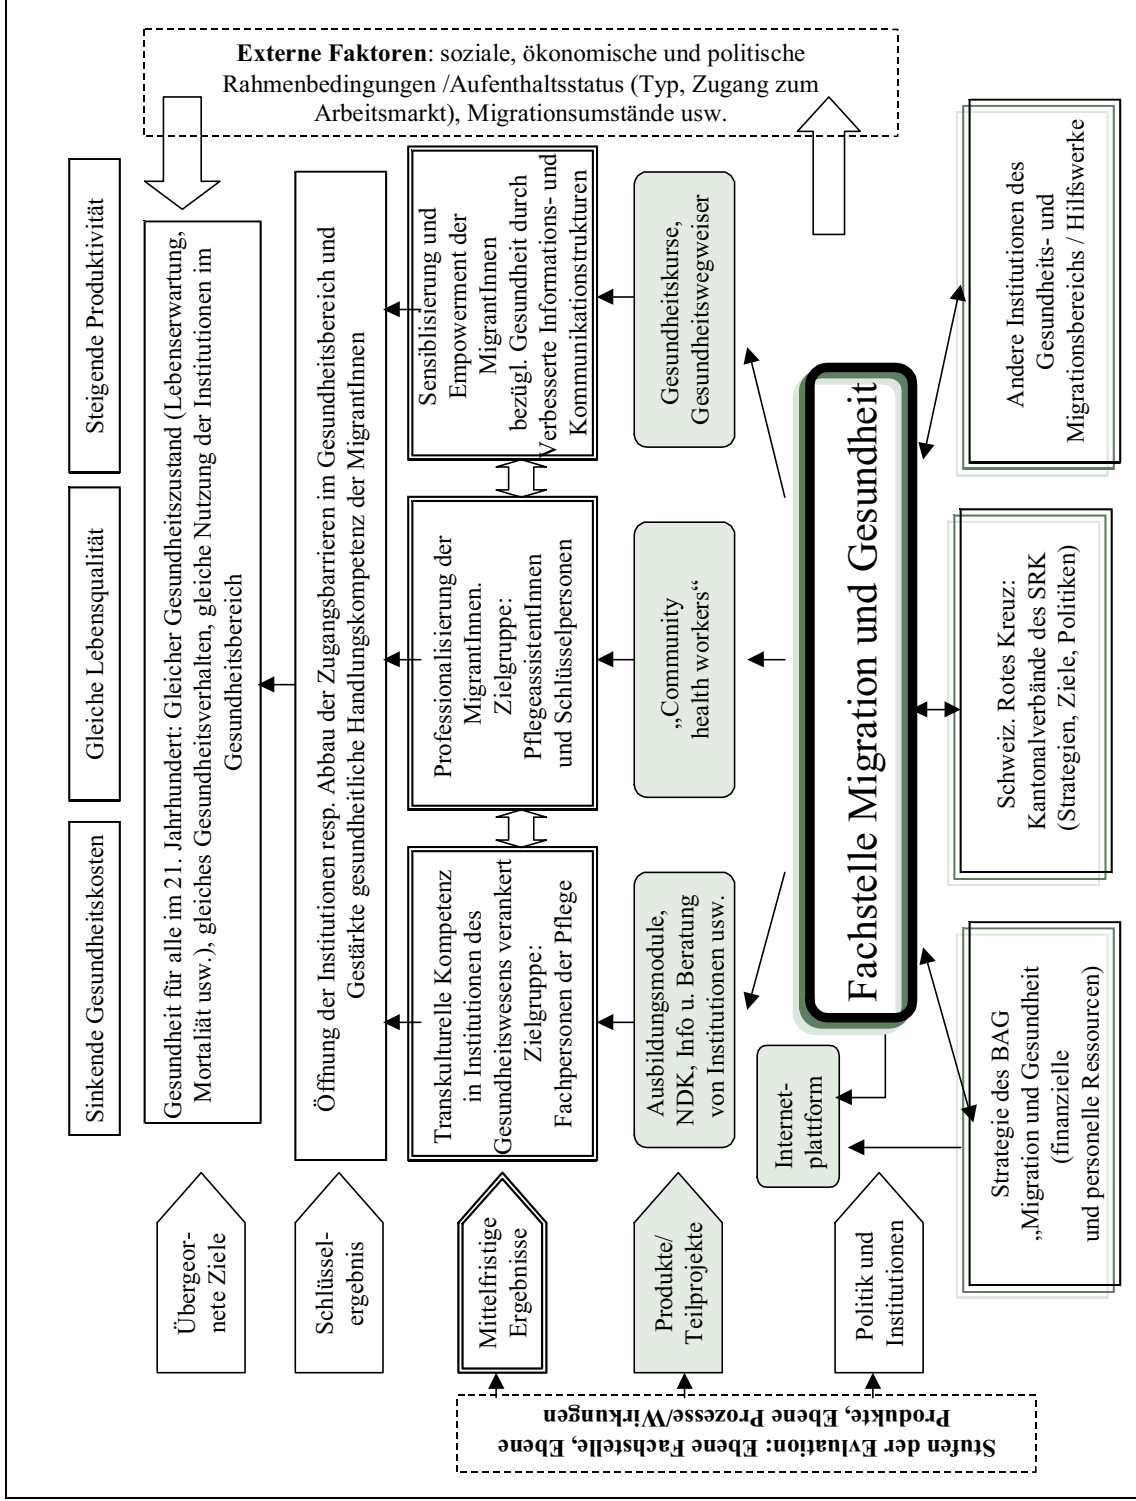 Externe Faktoren: soziale, ökonomische und politische
Rahmenbedingungen /Aufenthaltsstatus (Typ, Zugang zum
Arbeitsmarkt), Migrationsumstände usw.
Sinkende Gesundheitskosten
Gleiche Lebensqualität
Steigende Produktivität
Übergeor-
nete Ziele
Gesundheit für alle im 21. Jahrhundert: Gleicher Gesundheitszustand (Lebenserwartung,
Mortaliät usw.), gleiches Gesundheitsverhalten, gleiche Nutzung der Institutionen im
Gesundheitsbereich
Schlüssel-
ergebnis
Öffnung der Institutionen resp. Abbau der Zugangsbarrieren im Gesundheitsbereich und
Gestärkte gesundheitliche Handlungskompetenz der MigrantInnen
Mittelfristige
Ergebnisse
Transkulturelle Kompetenz
in Institutionen des
Gesundheitswesens verankert
Zielgruppe:
Fachpersonen der Pflege
Professionalisierung der
MigrantInnen.
Zielgruppe:
PflegeassistentInnen
und Schlüsselpersonen
Sensiblisierung und
Empowerment der
MigrantInnen
bezügl. Gesundheit durch
Verbesserte Informations- und
Kommunikationstrukturen
Produkte/
Teilprojekte
Ausbildungsmodule,
NDK, Info u. Beratung
von Institutionen usw.
„Community
health workers“
Gesundheitskurse,
Gesundheitswegweiser
Internet-
plattform
Politik und
Institutionen
Fachstelle Migration und Gesundheit
Strategie des BAG
„Migration und Gesundheit
(finanzielle
und personelle Ressourcen)
Schweiz. Rotes Kreuz:
Kantonalverbände des SRK
(Strategien, Ziele, Politiken)
Andere Institutionen des
Gesundheits- und
Migrationsbereichs / Hilfswerke
Stufen der Evaluation: Ebene Fachstelle, Ebene
Produkte, Ebene Prozesse/Wirkungen